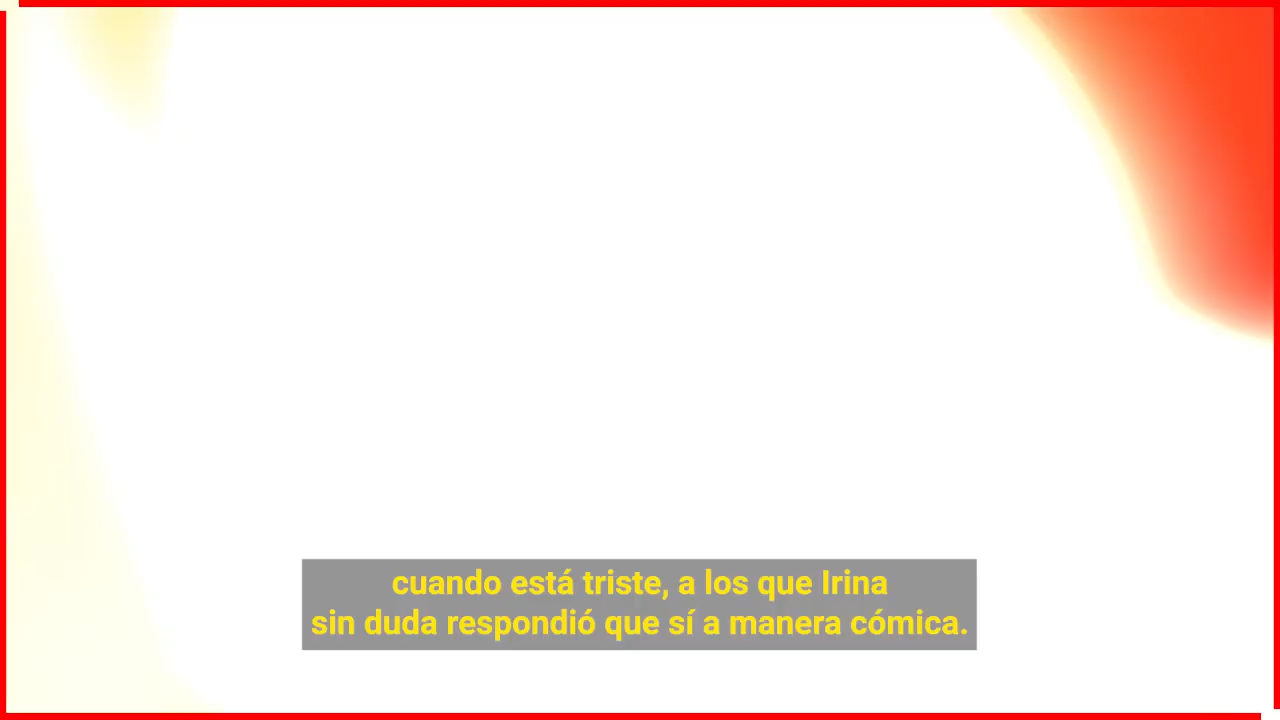 cuando está triste, a los que Irina
sin duda respondió que sí a manera cómica.